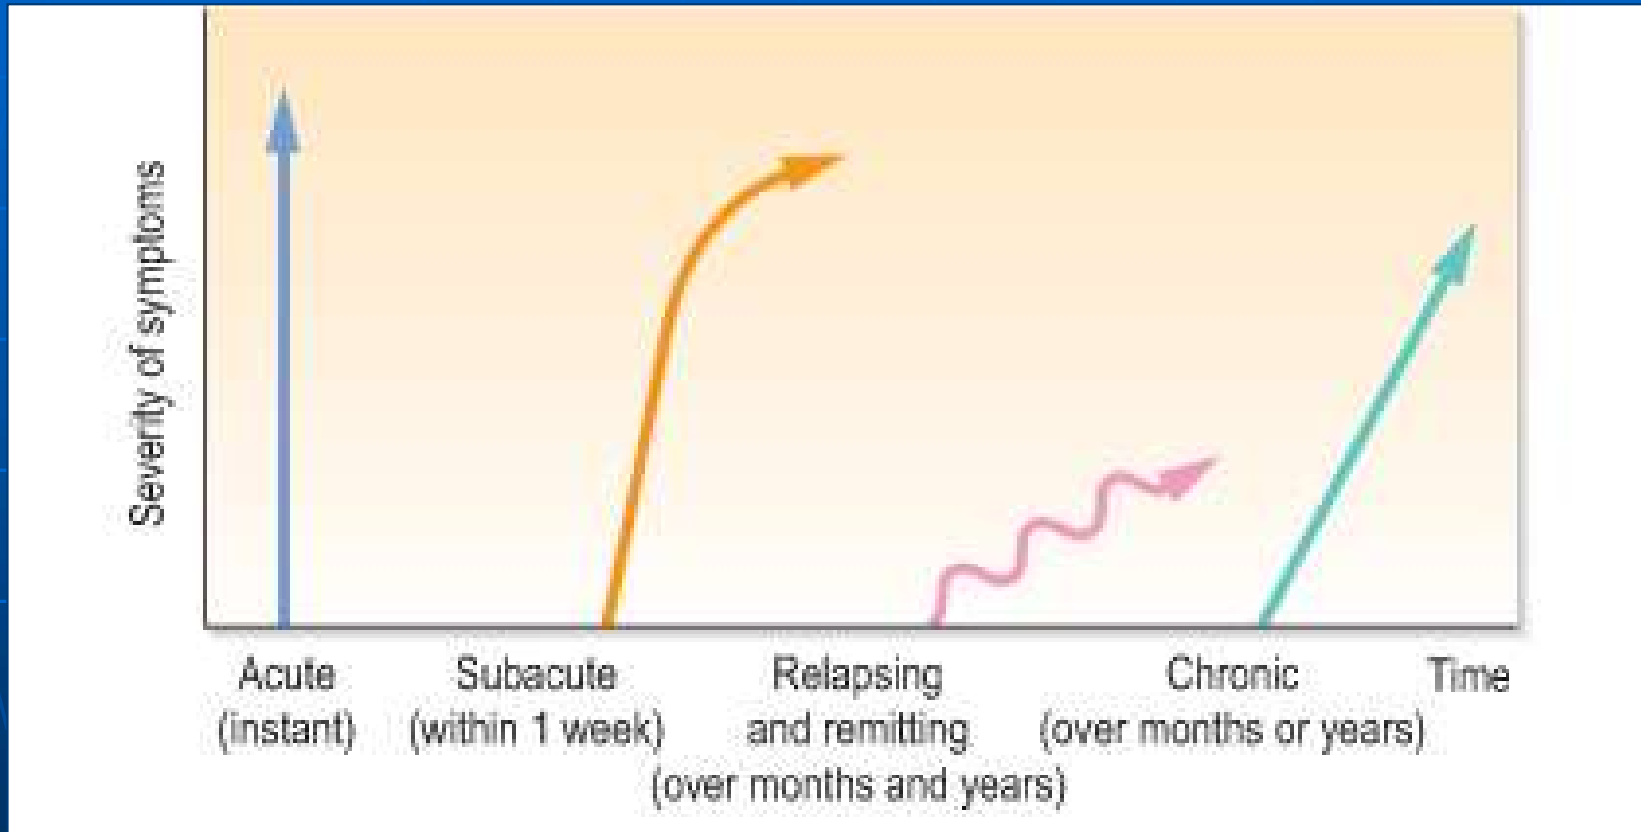 Severity of symptoms
Acute
(instant)
Subacute
(within 1 week)
Relapsing
and remitting
(over months and years)
Chronic
(over months or years)
Time